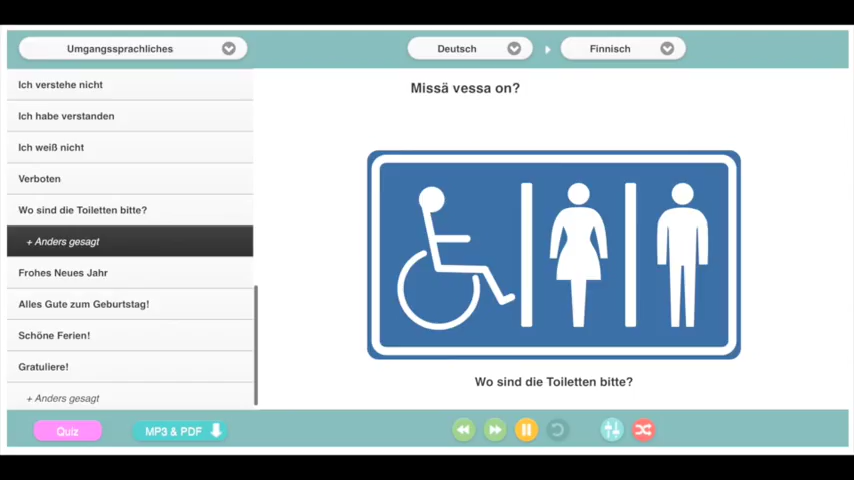 Umgangssprachliches
Deutsch
Finnisch
Ich verstehe nicht
Ich habe verstanden
Ich weiß nicht
Verboten
Wo sind die Toiletten bitte?
+ Anders gesagt
Frohes Neues Jahr
Alles Gute zum Geburtstag!
Schöne Ferien!
Gratuliere!
+ Anders gesagt
Missä vessa on?
Wo sind die Toiletten bitte?
Quiz
MP3 & PDF